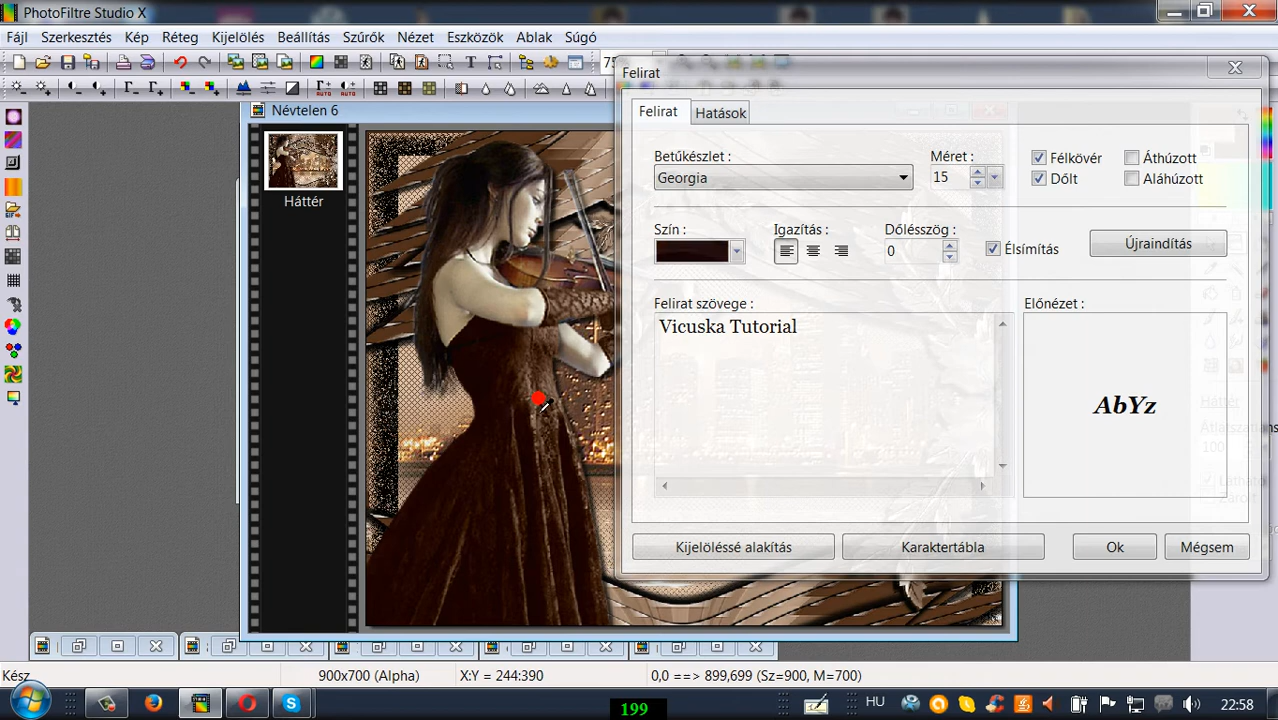 PhotoFiltre Studio X
Fájl Szerkesztés Kép Réteg Kijelölés Beállítás Szűrők Nézet Eszközök Ablak Súgó
Felirat
Névtelen 6
Háttér
Felirat Hatások
Betűkészlet :
Georgia
Méret :
15
Félkövér
Áthúzott
Dőlt
Aláhúzott
Szín :
Igazítás :
Dőlésszög :
0
Élsímítás
Újraindítás
Felirat szövege :
Vicuska Tutorial
Előnézet :
AbYz
Háttér
100
Kijelöléssé alakítás
Karaktertábla
Ok
Mégsem
Kész
900x700 (Alpha)
X:Y = 244:390
0,0 ==> 899,699 (Sz=900, M=700)
199
HU
22:58